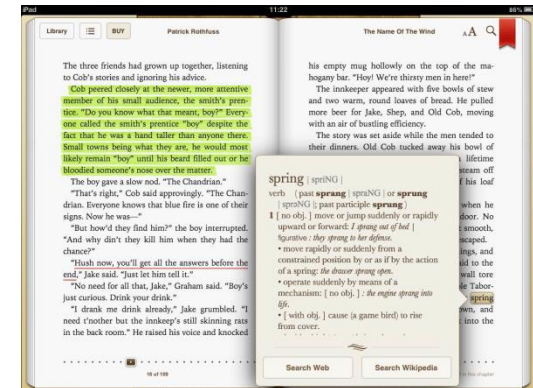 iPad
11:22
86%
Library
BUY
Patrick Rothfuss
The Name Of The Wind
AA
The three friends had grown up together, listening
to Cob's stories and ignoring his advice.
Cob peered closely at the newer, more attentive
member of his small audience, the smith's pren-
tice. "Do you know what that meant, boy?" Every-
one called the smith's prentice "boy" despite the
fact that he was a hand taller than anyone there.
Small towns being what they are, he would most
likely remain "boy" until his beard filled out or he
bloodied someone's nose over the matter.
The boy gave a slow nod. "The Chandrian."
"That's right," Cob said approvingly. "The Chan-
drian. Everyone knows that blue fire is one of their
signs. Now he was—"
"But how'd they find him?" the boy interrupted.
"And why din't they kill him when they had the
chance?"
"Hush now, you'll get all the answers before the
end," Jake said. "Just let him tell it."
"No need for all that, Jake," Graham said. "Boy's
just curious. Drink your drink."
"I drank me drink already," Jake grumbled. "I
need t'nother but the innkeep's still skinning rats
in the back room." He raised his voice and knocked
16 of 189
his empty mug hollowly on the top of the ma-
hogany bar. "Hoy! We're thirsty men in here!"
The innkeeper appeared with five bowls of stew
and two warm, round loaves of bread. He pulled
more beer for Jake, Shep, and Old Cob, moving
with an air of bustling efficiency.
The story was set aside while the men tended to
their dinners. Old Cob tucked away his bowl of
lifetime
steam off
his loaf
when he
door. No
smooth,
escaped.
ings, and
id to the
wall tore
le Tabor-
spring
own, and
into the
in this chapter
spring | spriNG |
verb (past sprang | spraNG | or sprung
| sprəNG |; past participle sprung )
1 [ no obj. ] move or jump suddenly or rapidly
upward or forward: I sprang out of bed |
figurative : they sprang to her defense.
• move rapidly or suddenly from a
constrained position by or as if by the action
of a spring: the drawer sprang open.
• operate suddenly by means of a
mechanism: [ no obj. ] : the engine sprang into
life.
• [ with obj. ] cause (a game bird) to rise
from cover.
Search Web
Search Wikipedia